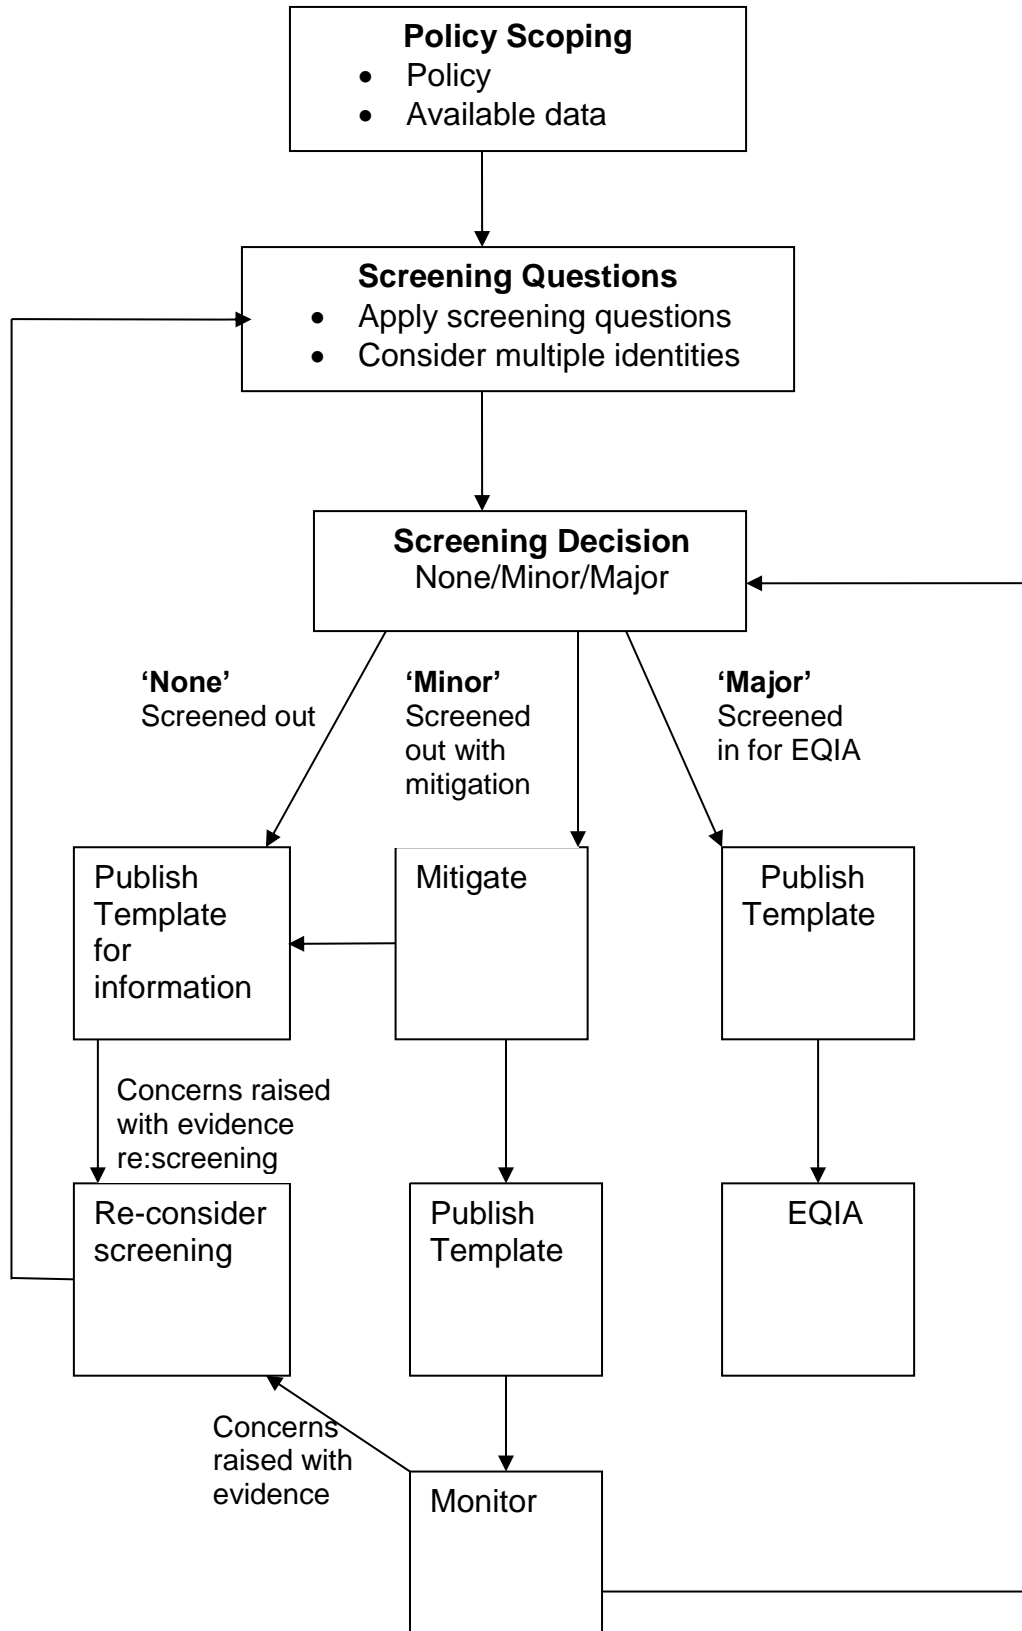 Policy Scoping
• Policy
• Available data
Screening Questions
• Apply screening questions
• Consider multiple identities
Screening Decision
None/Minor/Major
‘None’
Screened out
‘Minor’
Screened
out with
mitigation
‘Major’
Screened
in for EQIA
Publish
Template
for
information
Mitigate
Publish
Template
Concerns raised
with evidence
re:screening
Re-consider
screening
Publish
Template
EQIA
Concerns
raised with
evidence
Monitor